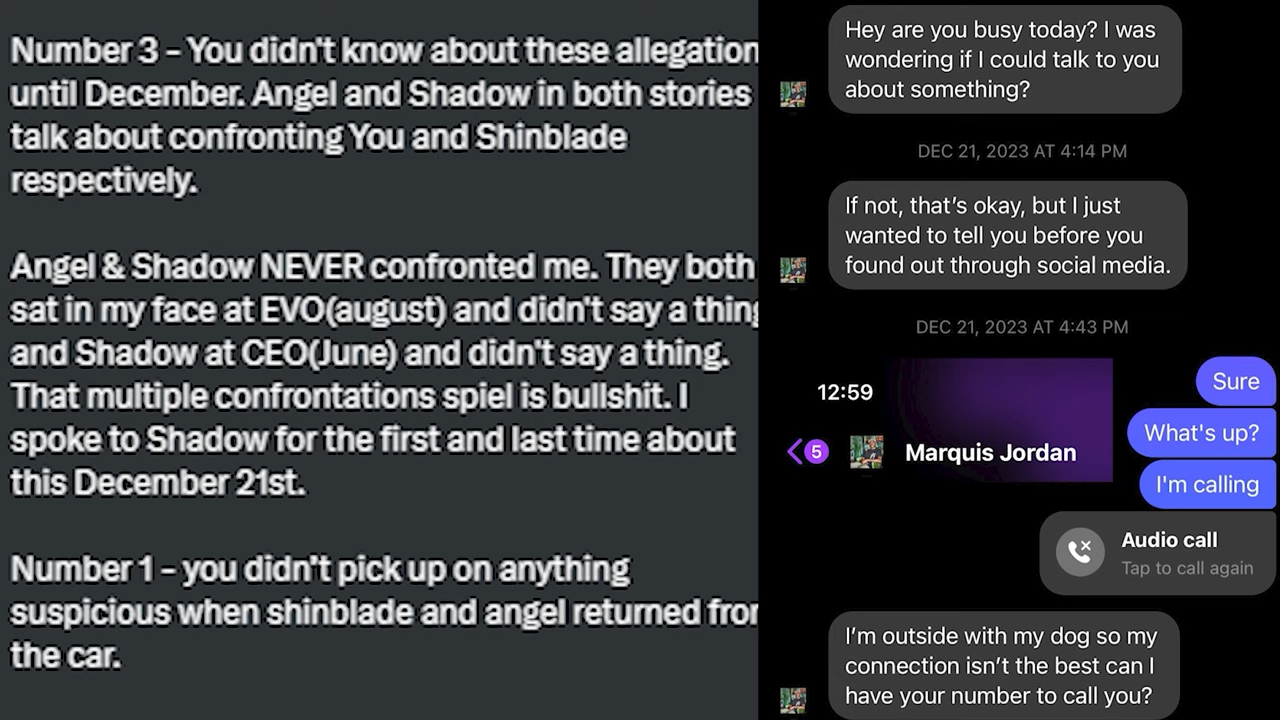 Number 3 - You didn't know about these allegation
until December. Angel and Shadow in both stories
talk about confronting You and Shinblade
respectively.
Angel & Shadow NEVER confronted me. They both
sat in my face at EVO(august) and didn't say a thing
and Shadow at CEO(June) and didn't say a thing.
That multiple confrontations spiel is bullshit. I
spoke to Shadow for the first and last time about
this December 21st.
Number 1 - you didn't pick up on anything
suspicious when shinblade and angel returned from
the car.
Hey are you busy today? I was
wondering if I could talk to you
about something?
DEC 21, 2023 AT 4:14 PM
If not, that's okay, but I just
wanted to tell you before you
found out through social media.
DEC 21, 2023 AT 4:43 PM
12:59
5
Marquis Jordan
Sure
What's up?
I'm calling
Audio call
Tap to call again
I'm outside with my dog so my
connection isn't the best can I
have your number to call you?